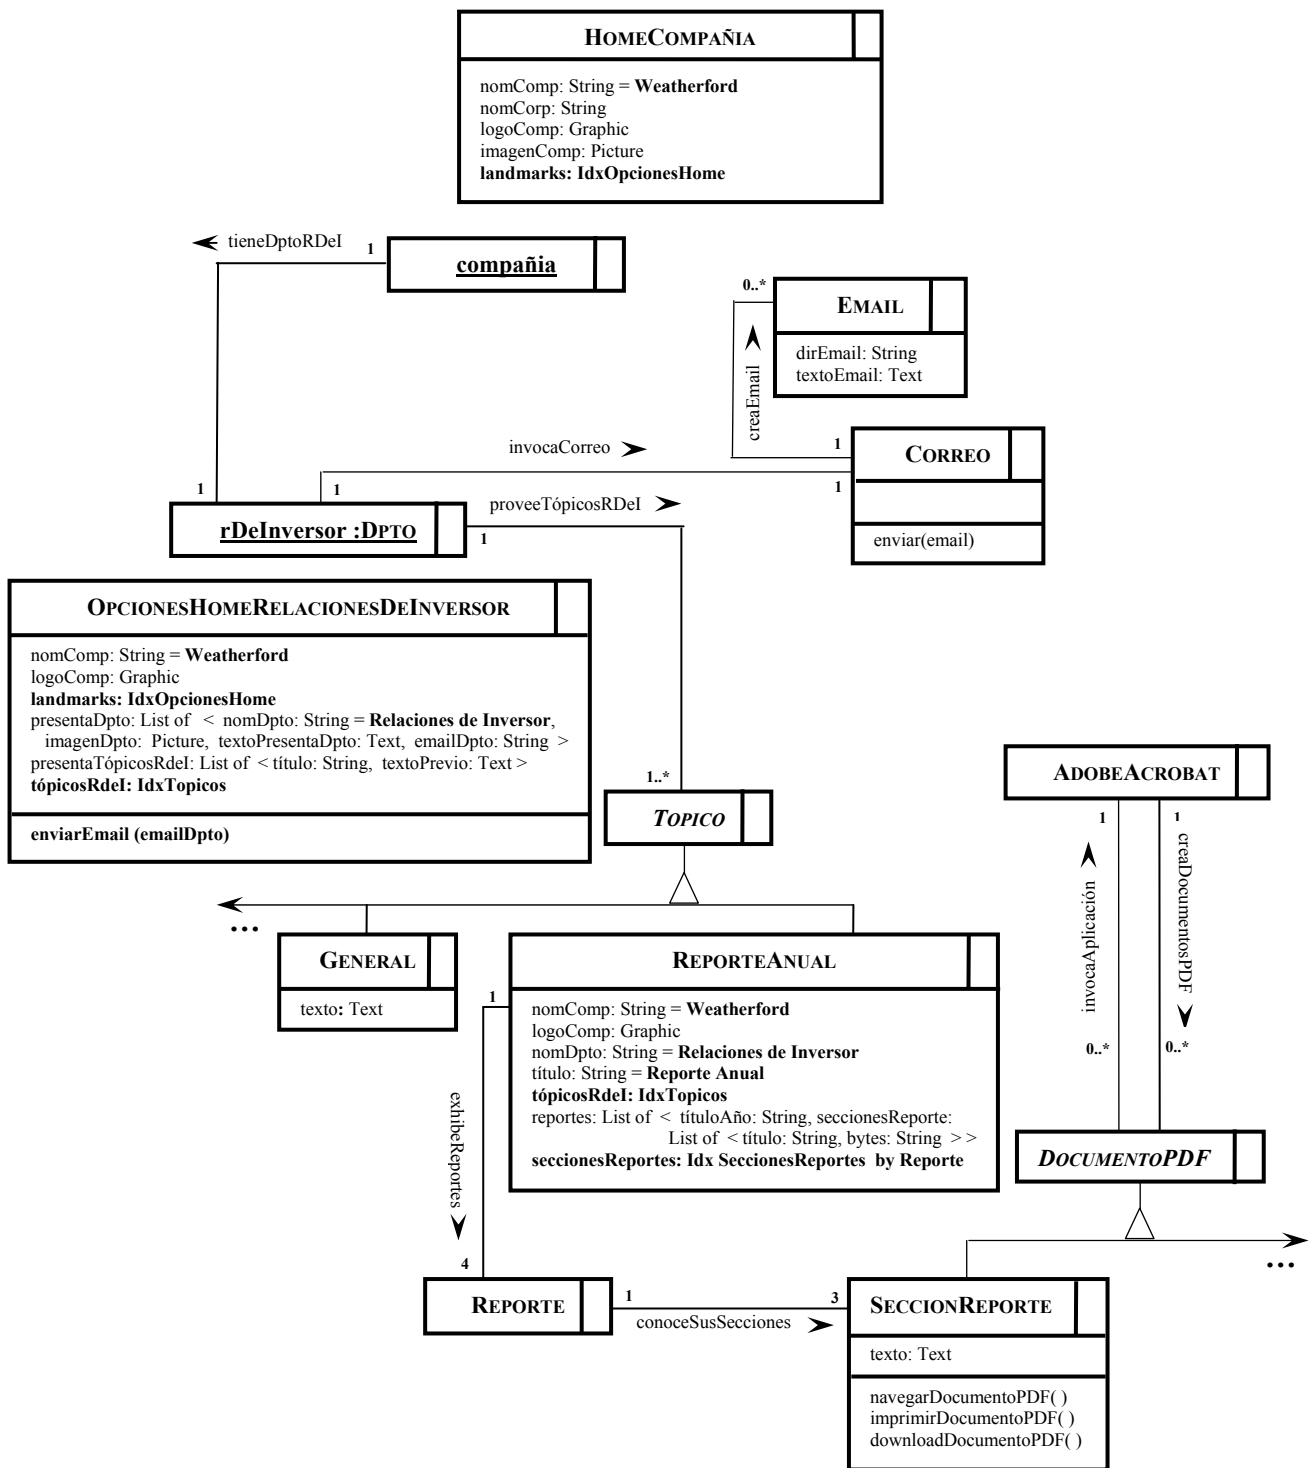 HOMECOMPAÑIA
nomComp: String = Weatherford
nomCorp: String
logoComp: Graphic
imagenComp: Picture
landmarks: IdxOpcionesHome
tieneDptoRDeI
1
compañia
0..*
EMAIL
dirEmail: String
textoEmail: Text
creaEmail
invocaCorreo
1
CORREO
1
1
1
enviar(email)
proveeTópicosRDeI
rDeInversor :DPTO
1
OPCIONESHOMERELACIONESDEINVERSOR
nomComp: String = Weatherford
logoComp: Graphic
landmarks: IdxOpcionesHome
presentaDpto: List of < nomDpto: String = Relaciones de Inversor,
imagenDpto: Picture, textoPresentaDpto: Text, emailDpto: String >
presentaTópicosRdeI: List of < título: String, textoPrevio: Text >
tópicosRdeI: IdxTopicos
enviarEmail (emailDpto)
1..*
TOPICO
ADOBEACROBAT
1
1
invocaAplicación
creaDocumentosPDF
0..*
0..*
DOCUMENTOPDF
...
GENERAL
texto: Text
1
REPORTEANUAL
nomComp: String = Weatherford
logoComp: Graphic
nomDpto: String = Relaciones de Inversor
título: String = Reporte Anual
tópicosRdeI: IdxTopicos
reportes: List of < títuloAño: String, seccionesReporte:
List of < título: String, bytes: String > >
seccionesReportes: Idx SeccionesReportes by Reporte
exhibeReportes
4
REPORTE
1
conoceSusSecciones
3
...
SECCIONREPORTE
texto: Text
navegarDocumentoPDF( )
imprimirDocumentoPDF( )
downloadDocumentoPDF( )